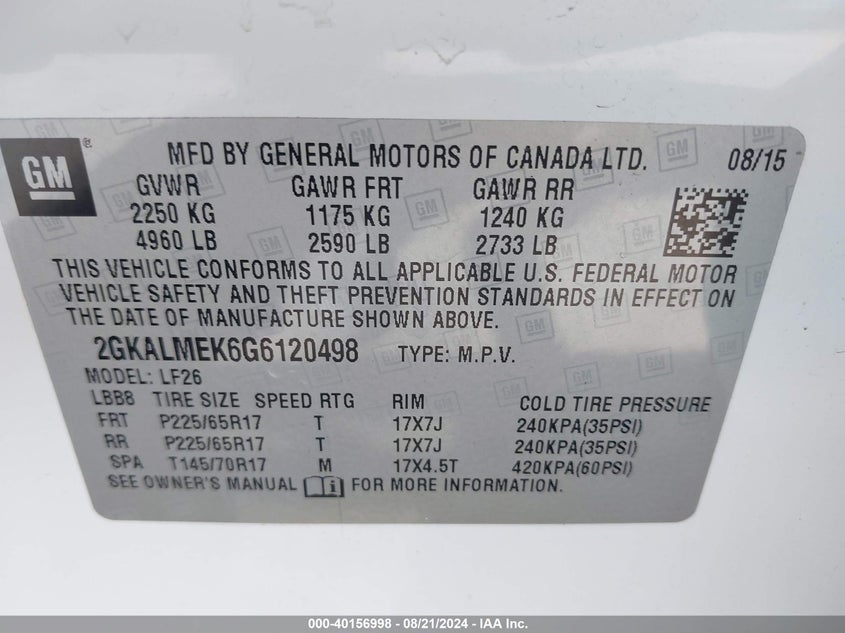 GM
MFD BY GENERAL MOTORS OF CANADA LTD. 08/15
GVWR GAWR FRT GAWR RR
2250 KG 1175 KG 1240 KG
4960 LB 2590 LB 2733 LB
THIS VEHICLE CONFORMS TO ALL APPLICABLE U.S. FEDERAL MOTOR
VEHICLE SAFETY AND THEFT PREVENTION STANDARDS IN EFFECT ON
THE DATE OF MANUFACTURE SHOWN ABOVE.
2GKALMEK6G6120498 TYPE: M.P.V.
MODEL: LF26
LBB8 TIRE SIZE SPEED RTG RIM COLD TIRE PRESSURE
FRT P225/65R17 T 17X7J 240KPA(35PSI)
RR P225/65R17 T 17X7J 240KPA(35PSI)
SPA T145/70R17 M 17X4.5T 420KPA(60PSI)
SEE OWNER'S MANUAL i FOR MORE INFORMATION.
000-40156998 - 08/21/2024 - IAA Inc.